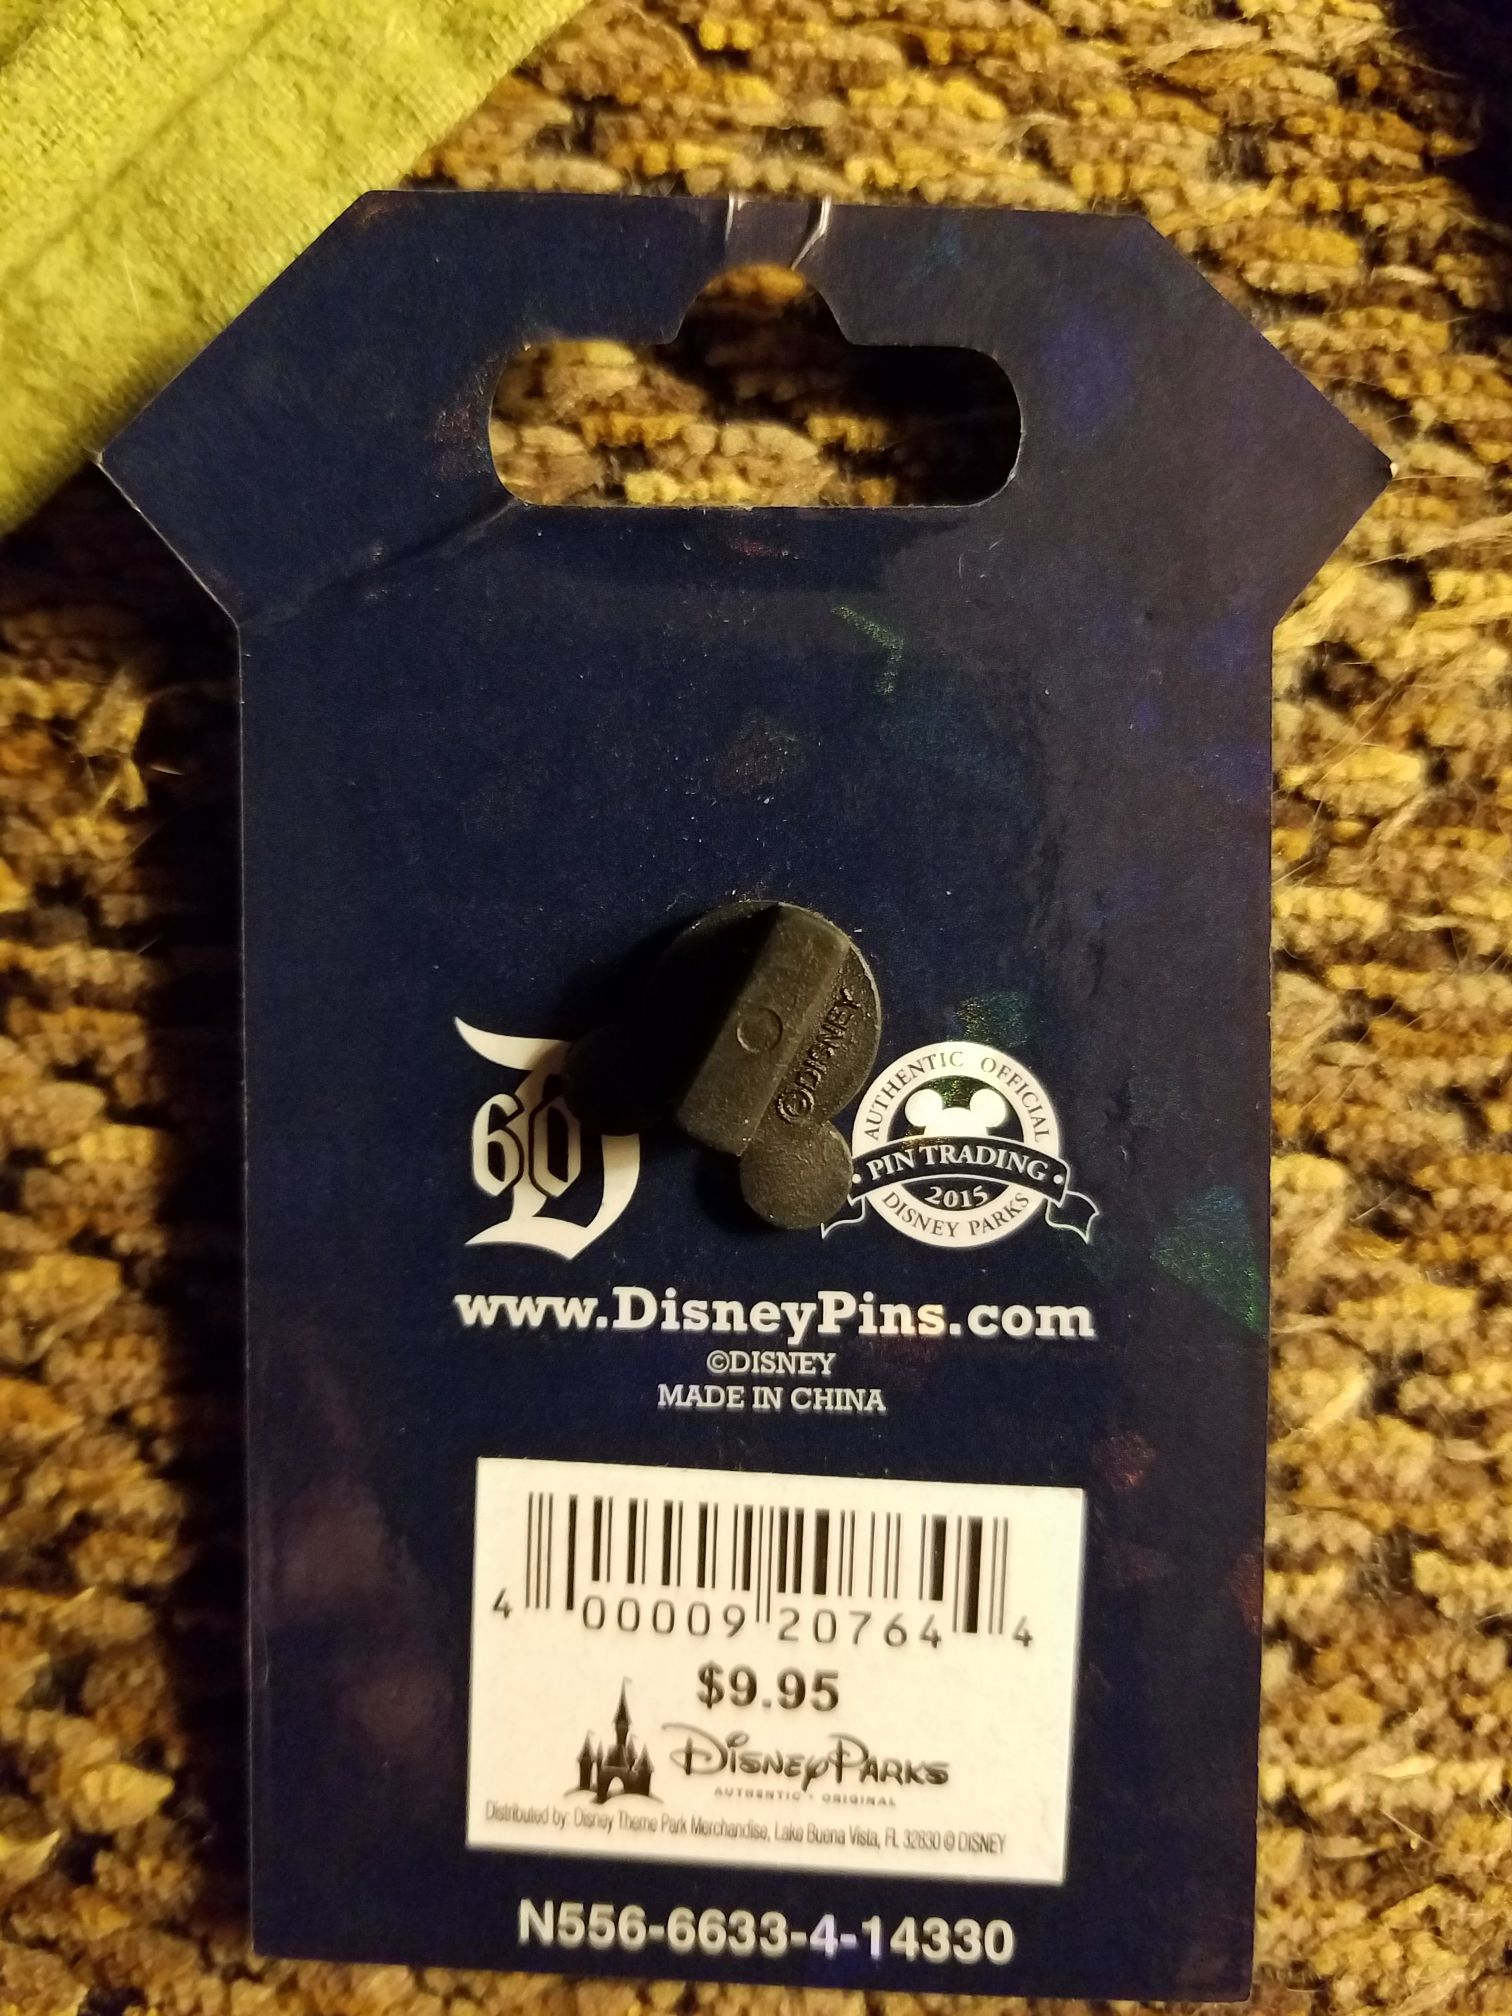 ©DISNEY
D
60
AUTHENTIC OFFICIAL
PIN TRADING
2015
DISNEY PARKS
www.DisneyPins.com
©DISNEY
MADE IN CHINA
4 00009 20764 4
$9.95
Disney Parks
AUTHENTIC · ORIGINAL
Distributed by: Disney Theme Park Merchandise, Lake Buena Vista, FL 32830 © DISNEY
N556-6633-4-14330